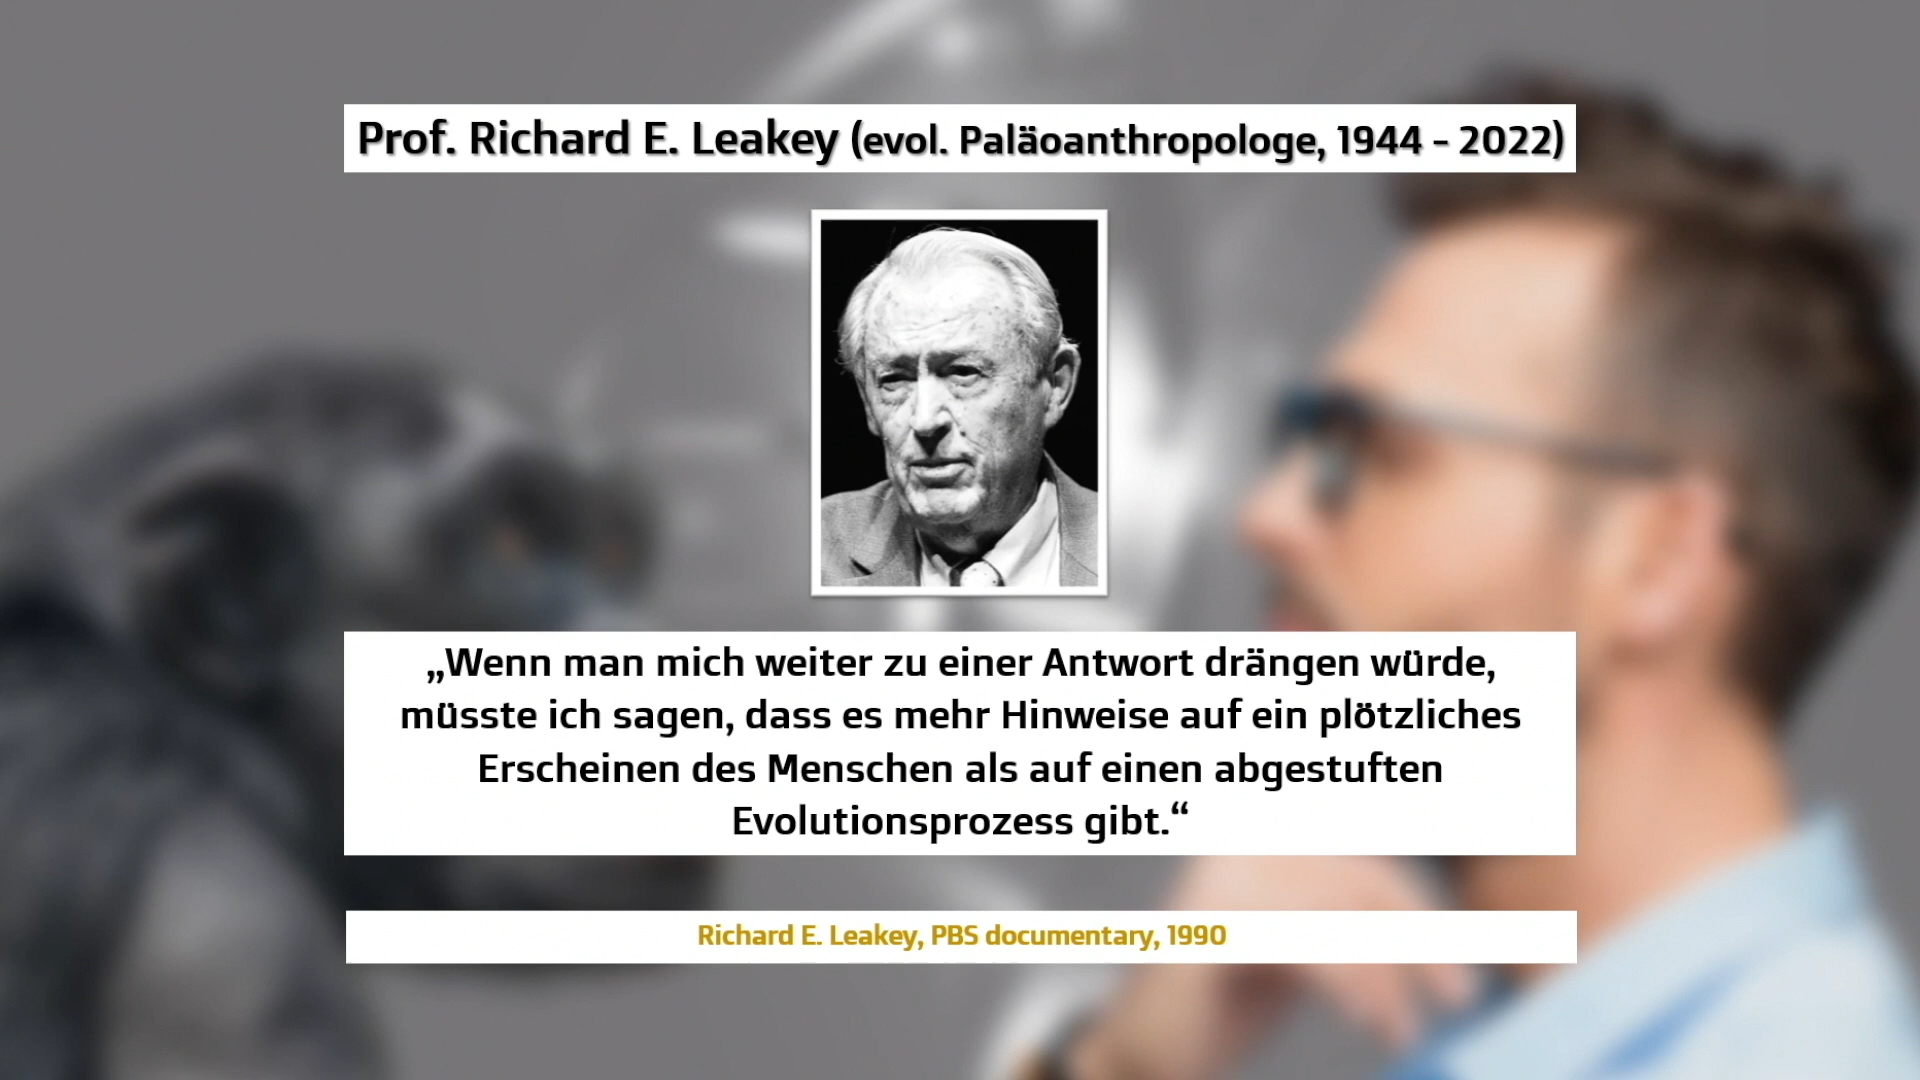 Prof. Richard E. Leakey (evol. Paläoanthropologe, 1944 – 2022)
„Wenn man mich weiter zu einer Antwort drängen würde,
müsste ich sagen, dass es mehr Hinweise auf ein plötzliches
Erscheinen des Menschen als auf einen abgestuften
Evolutionsprozess gibt.“
Richard E. Leakey, PBS documentary, 1990